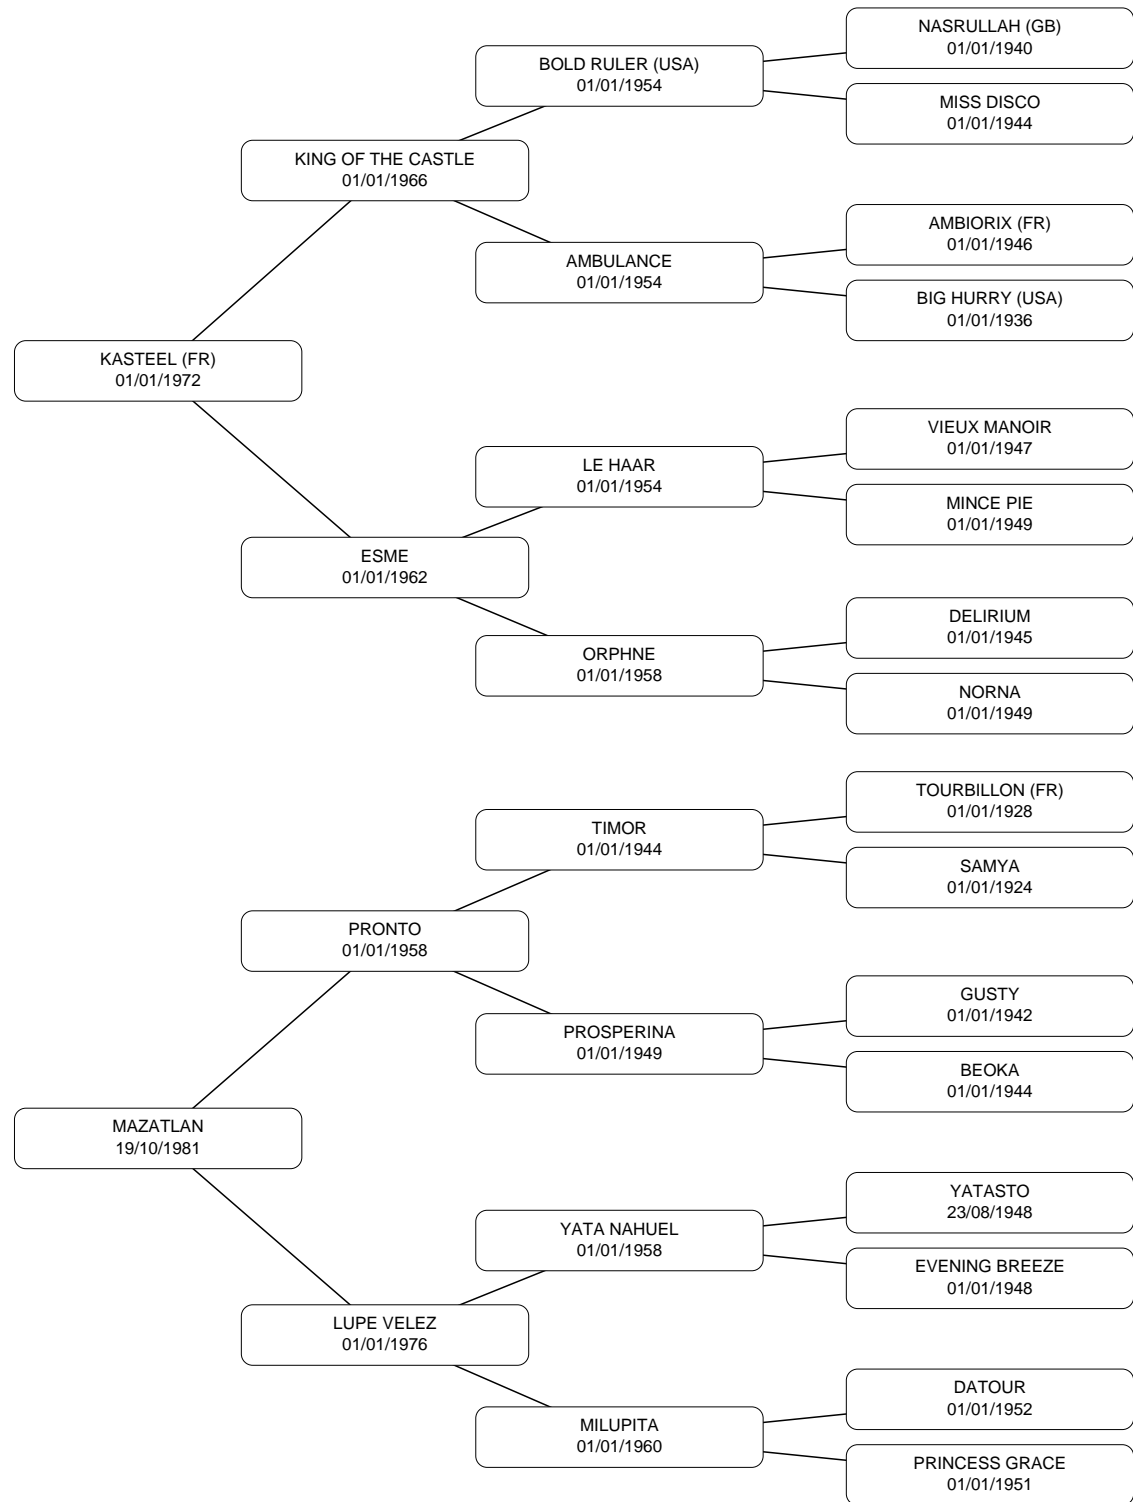 NASRULLAH (GB)
01/01/1940
BOLD RULER (USA)
01/01/1954
MISS DISCO
01/01/1944
KING OF THE CASTLE
01/01/1966
AMBIORIX (FR)
01/01/1946
AMBULANCE
01/01/1954
BIG HURRY (USA)
01/01/1936
KASTEEL (FR)
01/01/1972
VIEUX MANOIR
01/01/1947
LE HAAR
01/01/1954
MINCE PIE
01/01/1949
ESME
01/01/1962
DELIRIUM
01/01/1945
ORPHNE
01/01/1958
NORNA
01/01/1949
TOURBILLON (FR)
01/01/1928
TIMOR
01/01/1944
SAMYA
01/01/1924
PRONTO
01/01/1958
GUSTY
01/01/1942
PROSPERINA
01/01/1949
BEOKA
01/01/1944
MAZATLAN
19/10/1981
YATASTO
23/08/1948
YATA NAHUEL
01/01/1958
EVENING BREEZE
01/01/1948
LUPE VELEZ
01/01/1976
DATOUR
01/01/1952
MILUPITA
01/01/1960
PRINCESS GRACE
01/01/1951